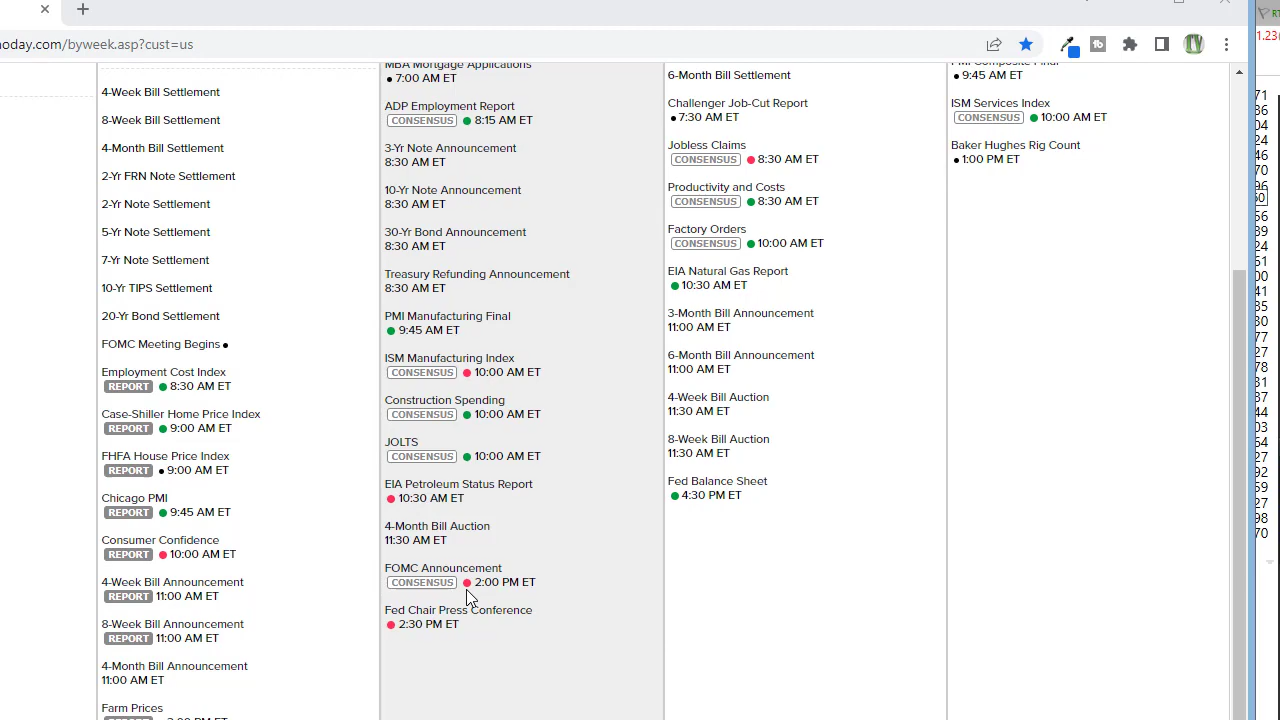 noday.com/byweek.asp?cust=us
4-Week Bill Settlement
8-Week Bill Settlement
4-Month Bill Settlement
2-Yr FRN Note Settlement
2-Yr Note Settlement
5-Yr Note Settlement
7-Yr Note Settlement
10-Yr TIPS Settlement
20-Yr Bond Settlement
FOMC Meeting Begins
Employment Cost Index
REPORT 8:30 AM ET
Case-Shiller Home Price Index
REPORT 9:00 AM ET
FHFA House Price Index
REPORT 9:00 AM ET
Chicago PMI
REPORT 9:45 AM ET
Consumer Confidence
REPORT 10:00 AM ET
4-Week Bill Announcement
REPORT 11:00 AM ET
8-Week Bill Announcement
REPORT 11:00 AM ET
4-Month Bill Announcement
11:00 AM ET
Farm Prices
MBA Mortgage Applications
7:00 AM ET
ADP Employment Report
CONSENSUS 8:15 AM ET
3-Yr Note Announcement
8:30 AM ET
10-Yr Note Announcement
8:30 AM ET
30-Yr Bond Announcement
8:30 AM ET
Treasury Refunding Announcement
8:30 AM ET
PMI Manufacturing Final
9:45 AM ET
ISM Manufacturing Index
CONSENSUS 10:00 AM ET
Construction Spending
CONSENSUS 10:00 AM ET
JOLTS
CONSENSUS 10:00 AM ET
EIA Petroleum Status Report
10:30 AM ET
4-Month Bill Auction
11:30 AM ET
FOMC Announcement
CONSENSUS 2:00 PM ET
Fed Chair Press Conference
2:30 PM ET
6-Month Bill Settlement
Challenger Job-Cut Report
7:30 AM ET
Jobless Claims
CONSENSUS 8:30 AM ET
Productivity and Costs
CONSENSUS 8:30 AM ET
Factory Orders
CONSENSUS 10:00 AM ET
EIA Natural Gas Report
10:30 AM ET
3-Month Bill Announcement
11:00 AM ET
6-Month Bill Announcement
11:00 AM ET
4-Week Bill Auction
11:30 AM ET
8-Week Bill Auction
11:30 AM ET
Fed Balance Sheet
4:30 PM ET
PMI Composite Final
9:45 AM ET
ISM Services Index
CONSENSUS 10:00 AM ET
Baker Hughes Rig Count
1:00 PM ET